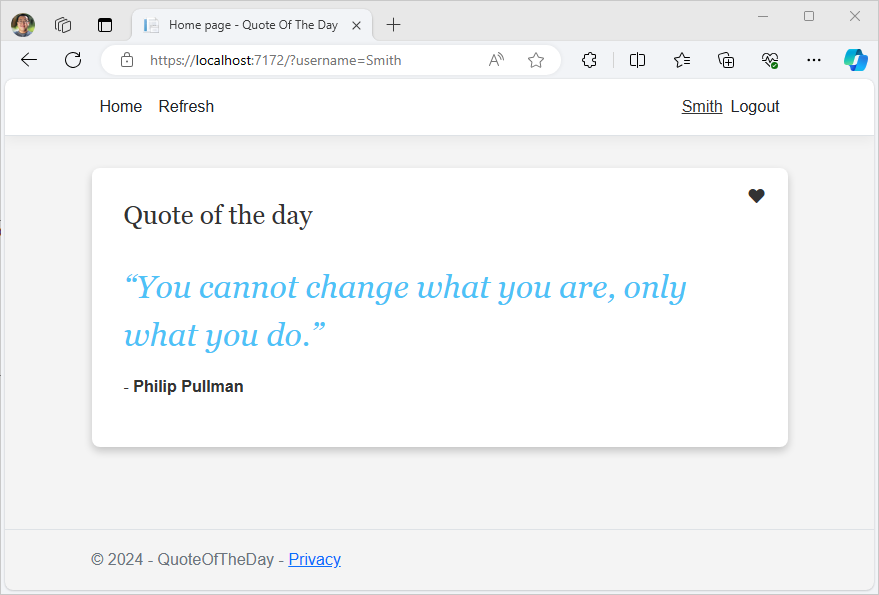 Home page - Quote Of The Day
https://localhost:7172/?username=Smith
Home Refresh Smith Logout
Quote of the day
“You cannot change what you are, only
what you do.”
- Philip Pullman
© 2024 - QuoteOfTheDay - Privacy